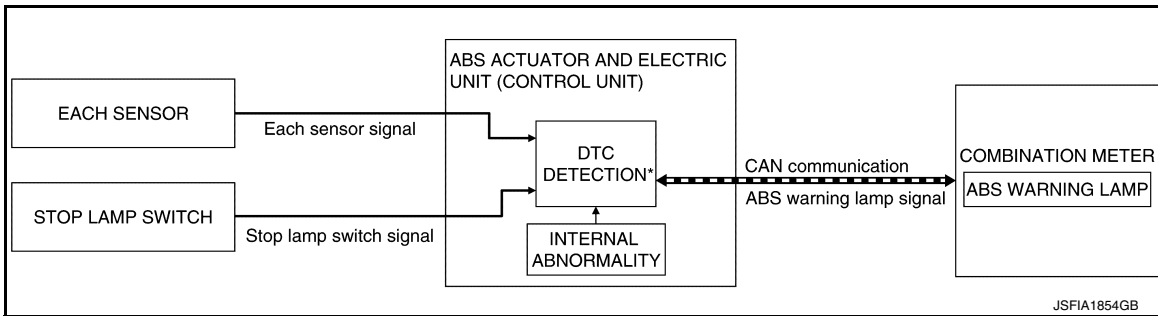 ABS ACTUATOR AND ELECTRIC
UNIT (CONTROL UNIT)
EACH SENSOR
Each sensor signal
DTC
DETECTION*
STOP LAMP SWITCH
Stop lamp switch signal
INTERNAL
ABNORMALITY
CAN communication
ABS warning lamp signal
COMBINATION METER
ABS WARNING LAMP
JSFIA1854GB